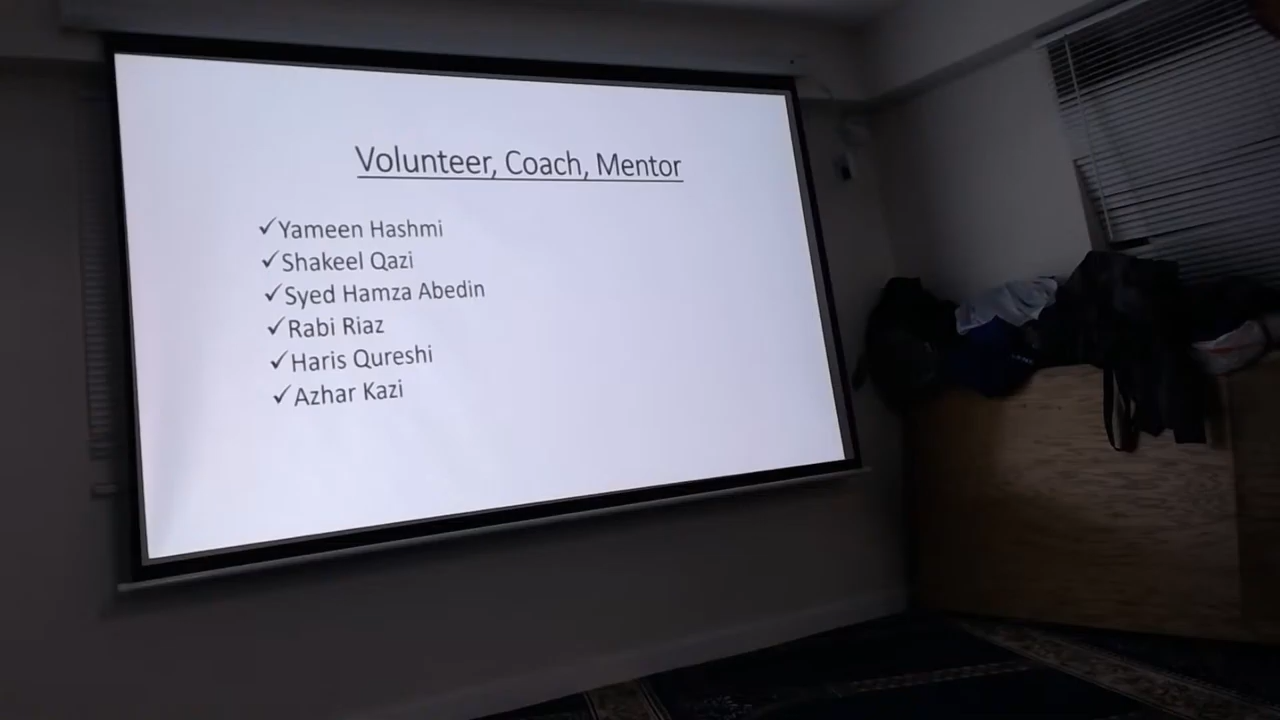 Volunteer, Coach, Mentor
✓Yameen Hashmi
✓Shakeel Qazi
✓Syed Hamza Abedin
✓Rabi Riaz
✓Haris Qureshi
✓Azhar Kazi